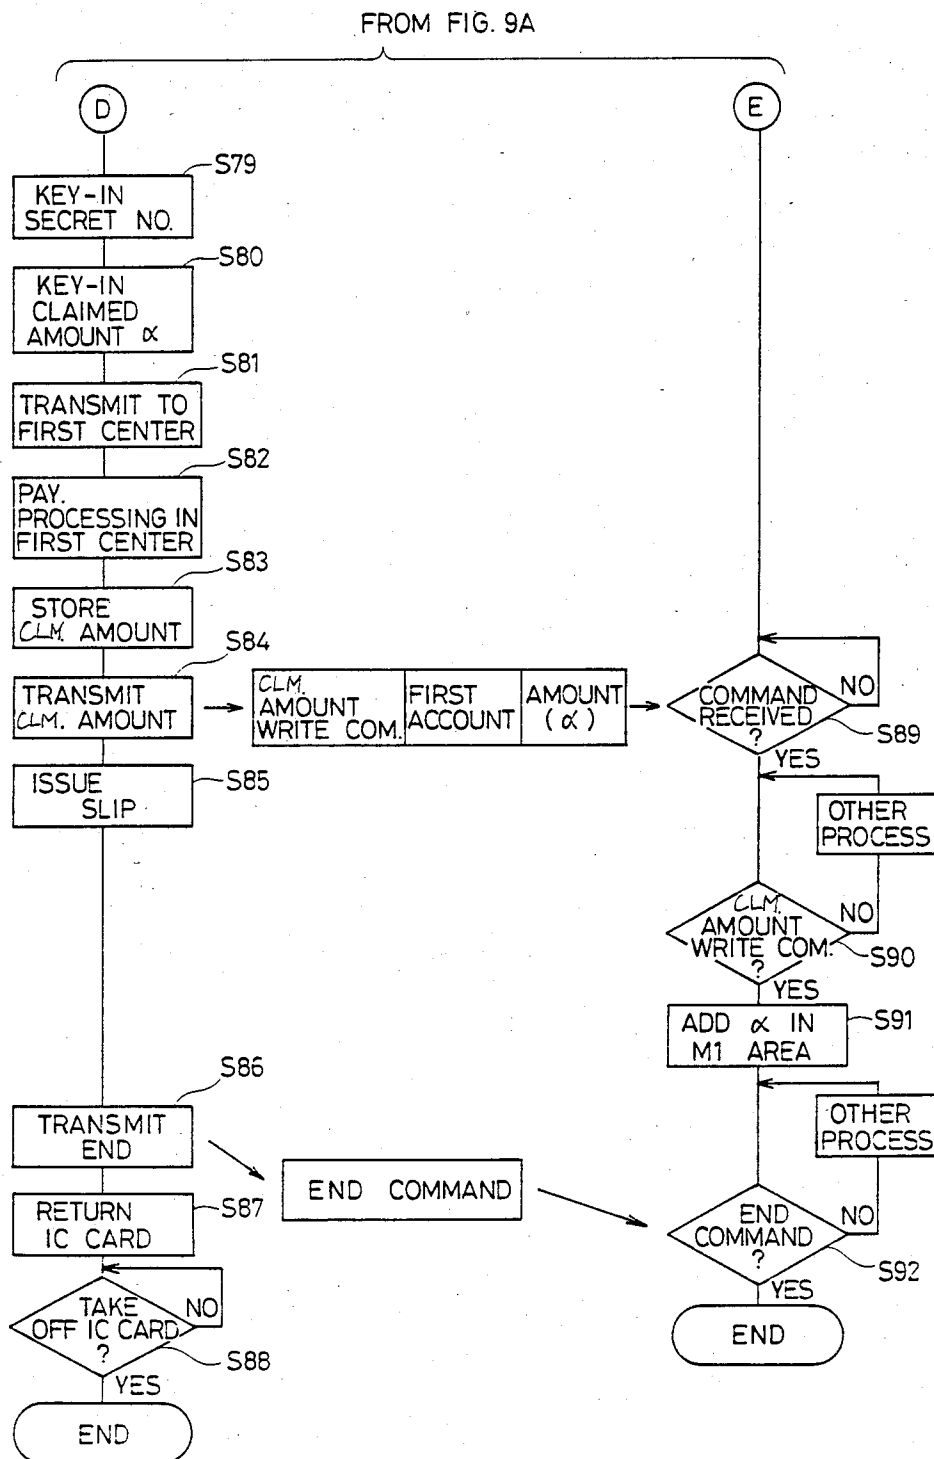 FROM FIG. 9A
D
E
S79
KEY-IN
SECRET NO.
S80
KEY-IN
CLAIMED
AMOUNT α
S81
TRANSMIT TO
FIRST CENTER
S82
PAY.
PROCESSING IN
FIRST CENTER
S83
STORE
CLM. AMOUNT
S84
TRANSMIT
CLM. AMOUNT
CLM.
AMOUNT
WRITE COM.
FIRST
ACCOUNT
AMOUNT
(α)
COMMAND
RECEIVED
?
NO
S89
YES
ISSUE
SLIP
S85
OTHER
PROCESS
CLM.
AMOUNT
WRITE COM.
?
NO
S90
YES
ADD α IN
M1 AREA
S91
S86
TRANSMIT
END
OTHER
PROCESS
END COMMAND
RETURN
IC CARD
S87
END
COMMAND
?
NO
S92
YES
END
TAKE
OFF IC CARD
?
NO
S88
YES
END